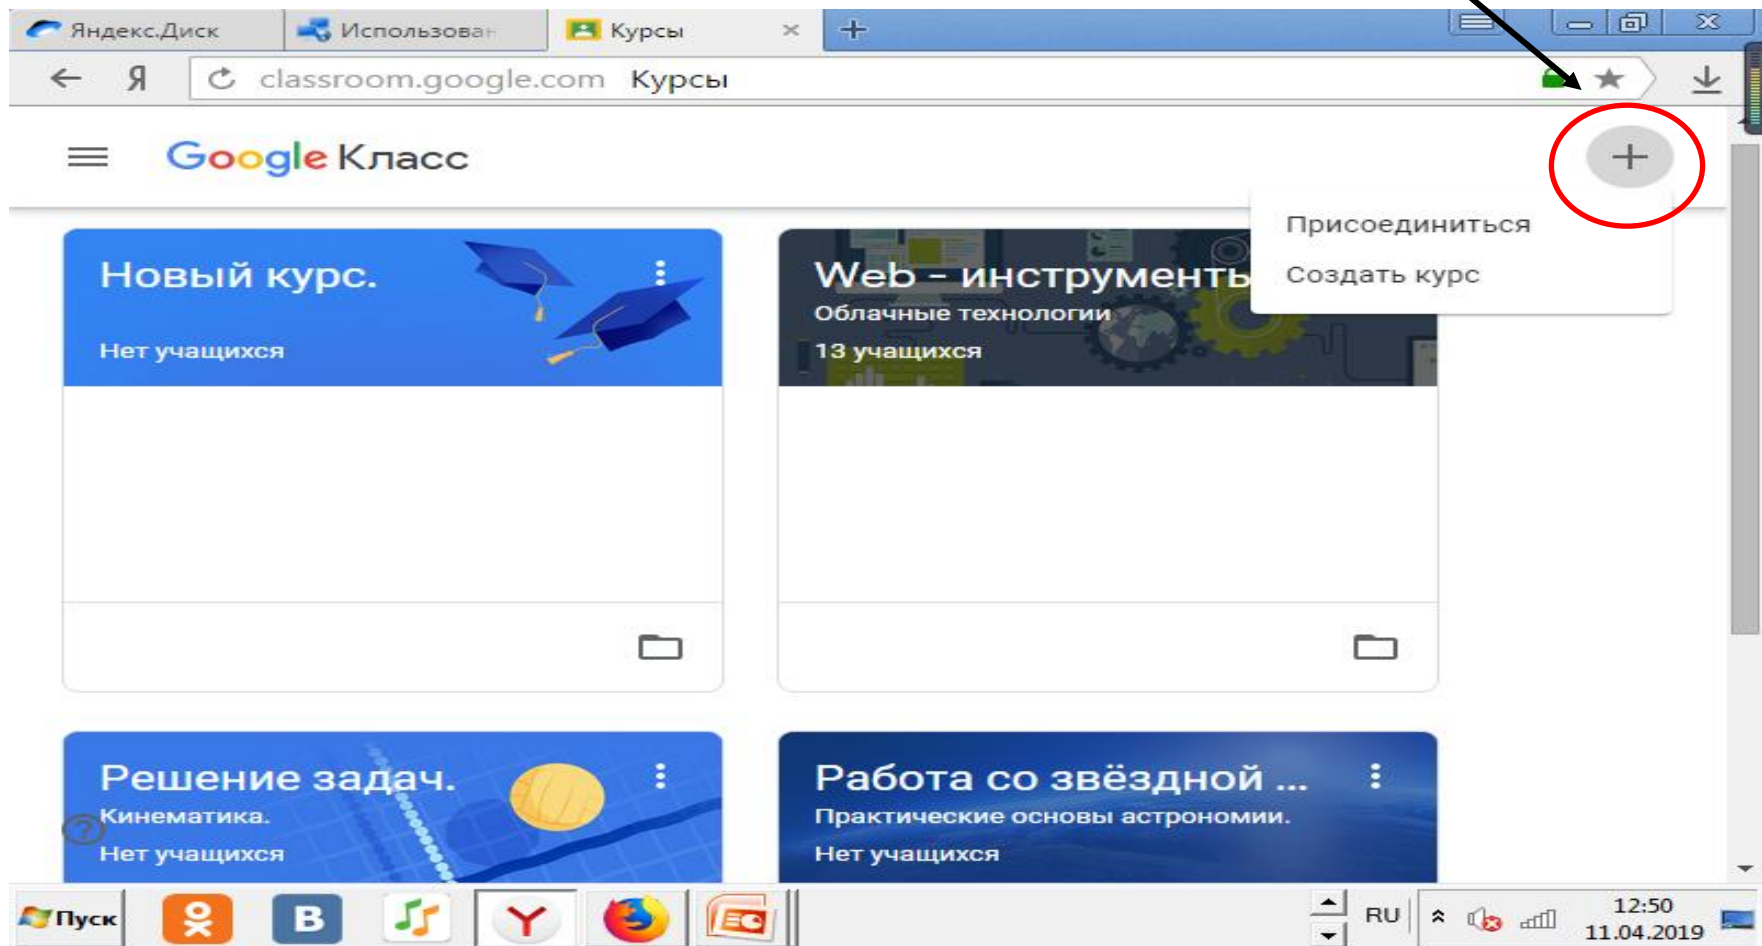 Яндекс.Диск
Использован
Курсы
Я
classroom.google.com Курсы
Google Класс
Присоединиться
Создать курс
Новый курс.
Нет учащихся
Web - инструменты
Облачные технологии
13 учащихся
Решение задач.
Кинематика.
Нет учащихся
Работа со звёздной ...
Практические основы астрономии.
Нет учащихся
Пуск
RU
12:50
11.04.2019